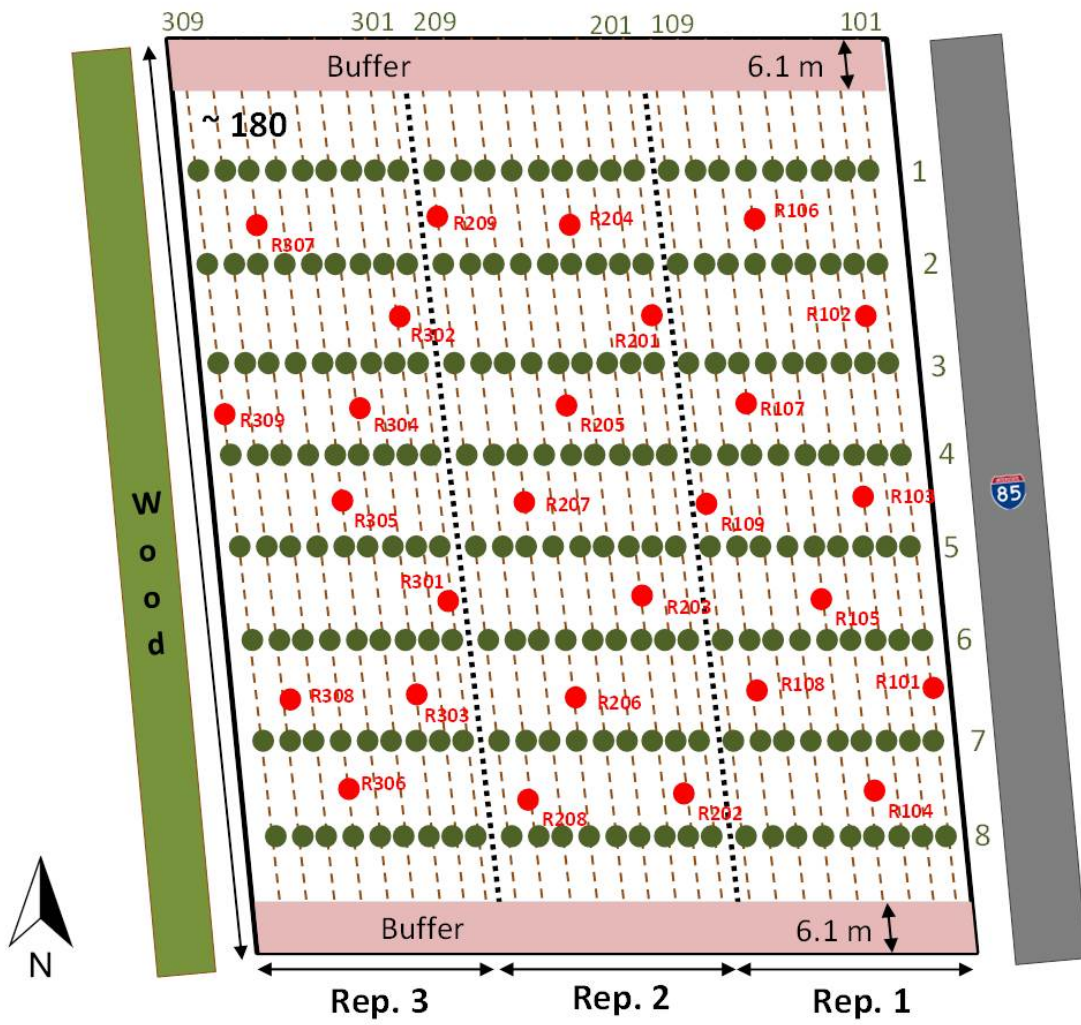 309 301 209 201 109 101
Buffer 6.1 m
~ 180
1
R307 R209 R204 R106
2
R302 R201 R102
3
R309 R304 R205 R107
4
R305 R207 R109 R103
85
5
R301 R203 R105
6
R308 R303 R206 R108 R101
7
R306 R208 R202 R104
8
Wood
Buffer 6.1 m
N
Rep. 3 Rep. 2 Rep. 1